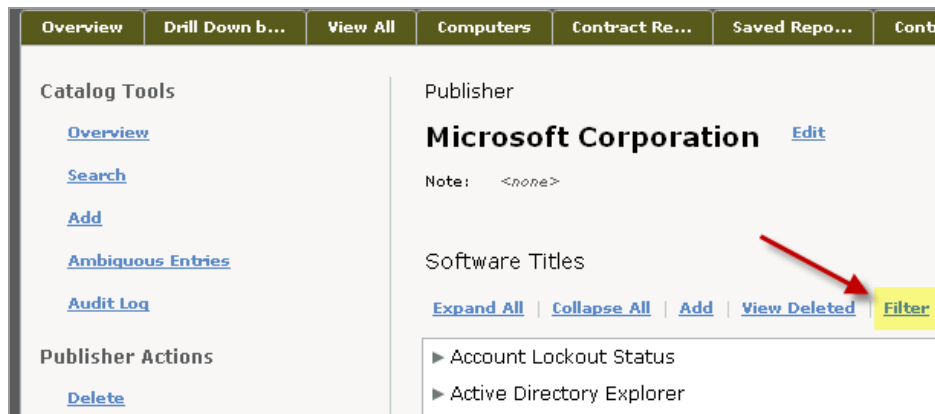 Overview Drill Down b... View All Computers Contract Re... Saved Repo... Cont
Catalog Tools
Overview
Search
Add
Ambiguous Entries
Audit Log
Publisher Actions
Delete
Publisher
Microsoft Corporation Edit
Note: <none>
Software Titles
Expand All | Collapse All | Add | View Deleted | Filter
Account Lockout Status
Active Directory Explorer